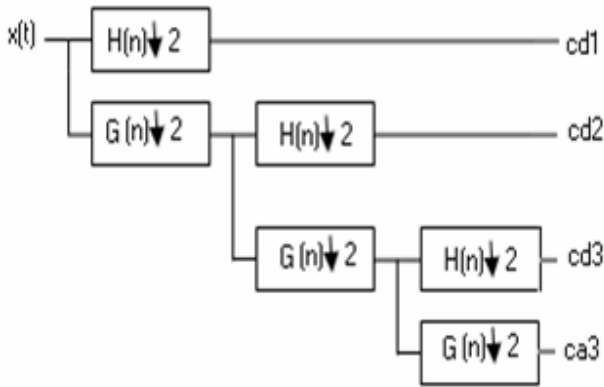 x(t) H(n)↓ 2 cd1
G(n)↓ 2 H(n)↓ 2 cd2
G(n)↓ 2 H(n)↓ 2 cd3
G(n)↓ 2 ca3